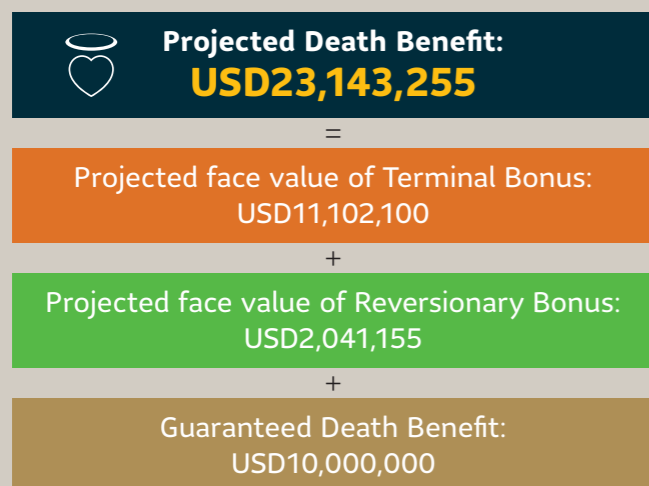 Projected Death Benefit:
USD23,143,255
=
Projected face value of Terminal Bonus:
USD11,102,100
+
Projected face value of Reversionary Bonus:
USD2,041,155
+
Guaranteed Death Benefit:
USD10,000,000